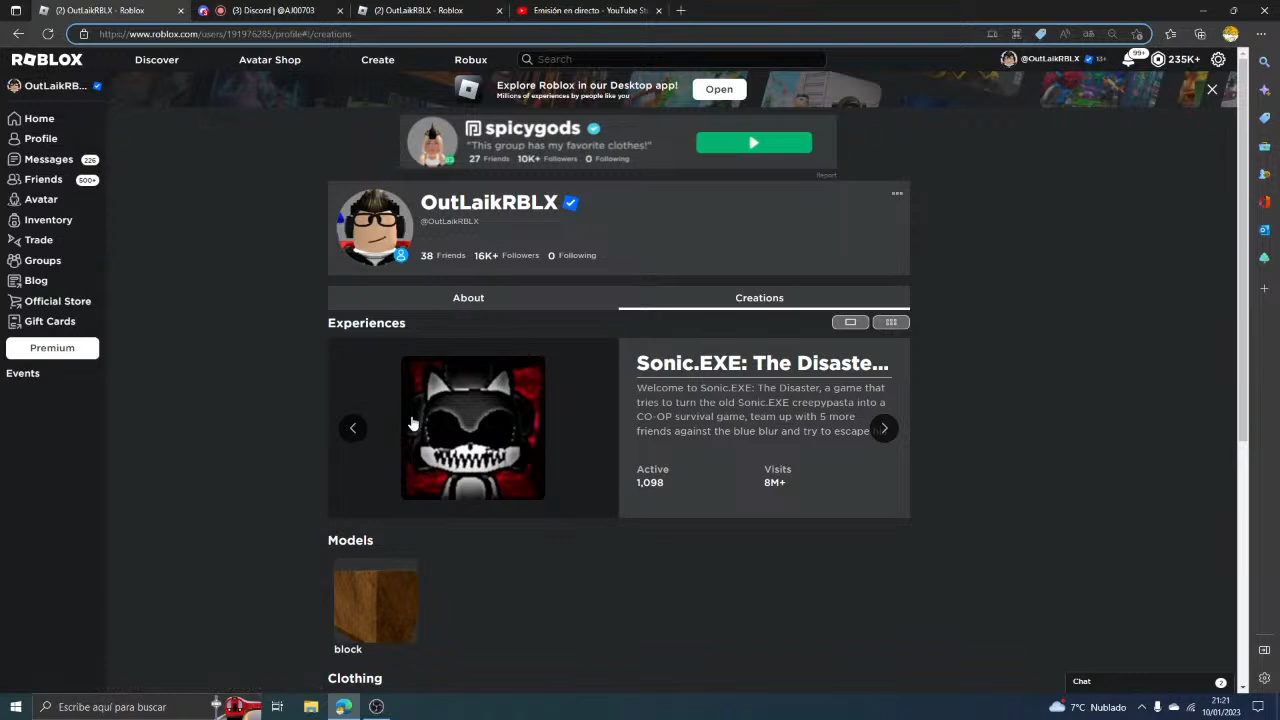 (2) OutLaikRBLX - Roblox
(3) Discord | @AJ00703
(2) OutLaikRBLX - Roblox
Emisión en directo - YouTube St
https://www.roblox.com/users/191976285/profile#!/creations
ROBLOX
Discover
Avatar Shop
Create
Robux
Search
@OutLaikRBLX 13+
99+
235K+
OutLaikRB...
Explore Roblox in our Desktop app!
Millions of experiences by people like you
Open
Home
Profile
Messages 226
Friends 500+
Avatar
Inventory
Trade
Groups
Blog
Official Store
Gift Cards
Premium
Events
spicygods
"This group has my favorite clothes!"
27 Friends 10K+ Followers 0 Following
Report
OutLaikRBLX
@OutLaikRBLX
38 Friends 16K+ Followers 0 Following
About
Creations
Experiences
Sonic.EXE: The Disaste...
Welcome to Sonic.EXE: The Disaster, a game that
tries to turn the old Sonic.EXE creepypasta into a
CO-OP survival game, team up with 5 more
friends against the blue blur and try to escape
Active
1,098
Visits
8M+
Models
block
Clothing
Chat
2
Escribe aquí para buscar
7°C Nublado
21:21
10/01/2023